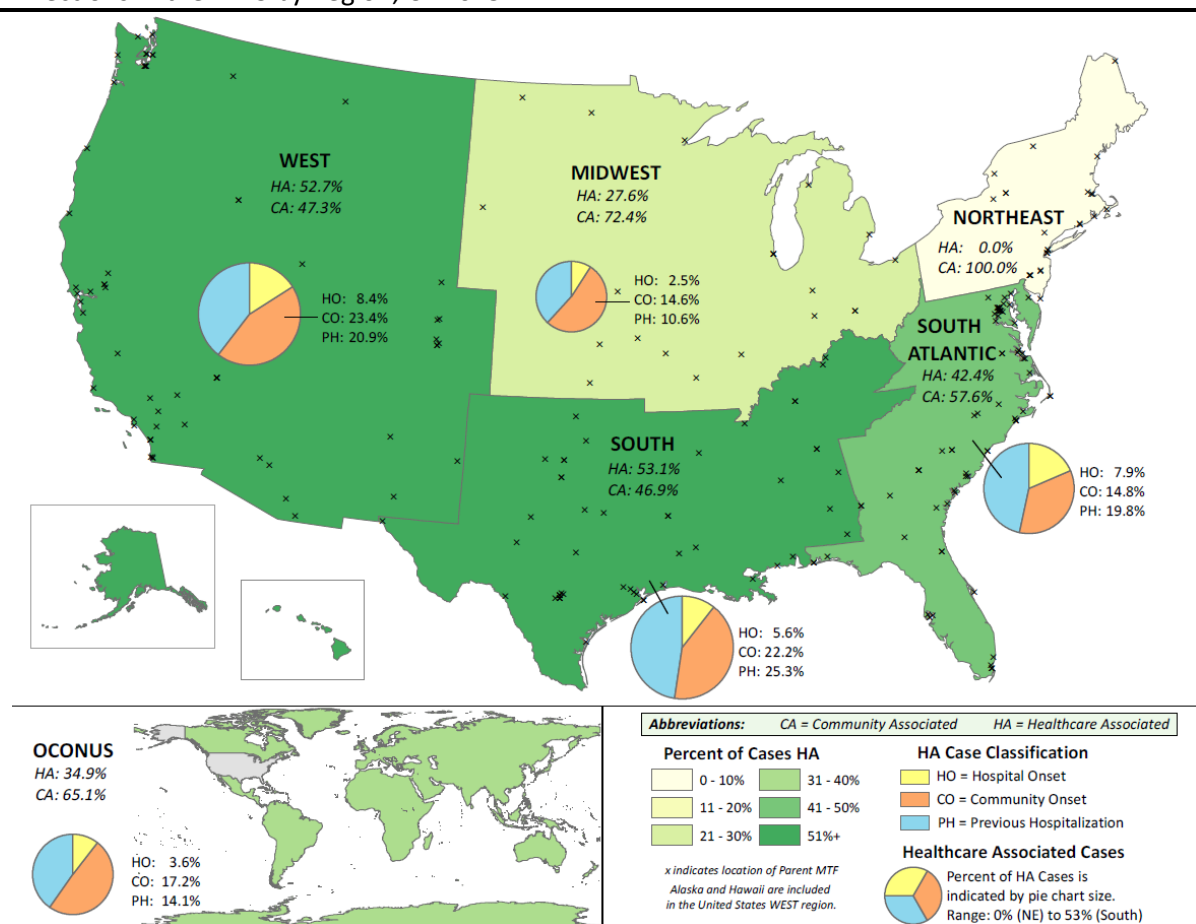 WEST
HA: 52.7%
CA: 47.3%
HO: 8.4%
CO: 23.4%
PH: 20.9%
MIDWEST
HA: 27.6%
CA: 72.4%
HO: 2.5%
CO: 14.6%
PH: 10.6%
NORTHEAST
HA: 0.0%
CA: 100.0%
SOUTH
ATLANTIC
HA: 42.4%
CA: 57.6%
HO: 7.9%
CO: 14.8%
PH: 19.8%
SOUTH
HA: 53.1%
CA: 46.9%
HO: 5.6%
CO: 22.2%
PH: 25.3%
OCONUS
HA: 34.9%
CA: 65.1%
HO: 3.6%
CO: 17.2%
PH: 14.1%
Abbreviations: CA = Community Associated HA = Healthcare Associated
Percent of Cases HA
0 - 10%
11 - 20%
21 - 30%
31 - 40%
41 - 50%
51%+
x indicates location of Parent MTF
Alaska and Hawaii are included
in the United States WEST region.
HA Case Classification
HO = Hospital Onset
CO = Community Onset
PH = Previous Hospitalization
Healthcare Associated Cases
Percent of HA Cases is
indicated by pie chart size.
Range: 0% (NE) to 53% (South)